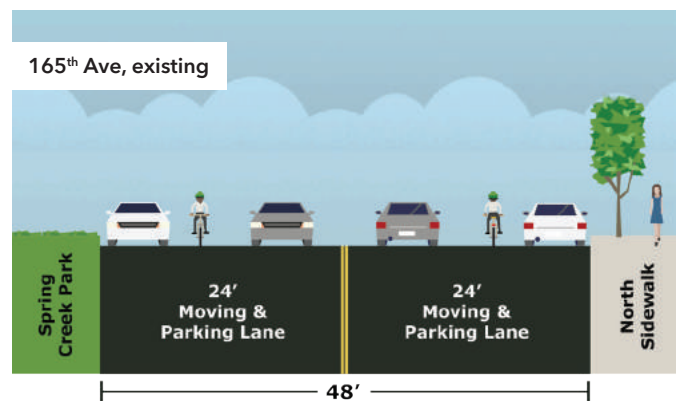 165th Ave, existing
Spring
Creek Park
24’
Moving &
Parking Lane
24’
Moving &
Parking Lane
North
Sidewalk
48’